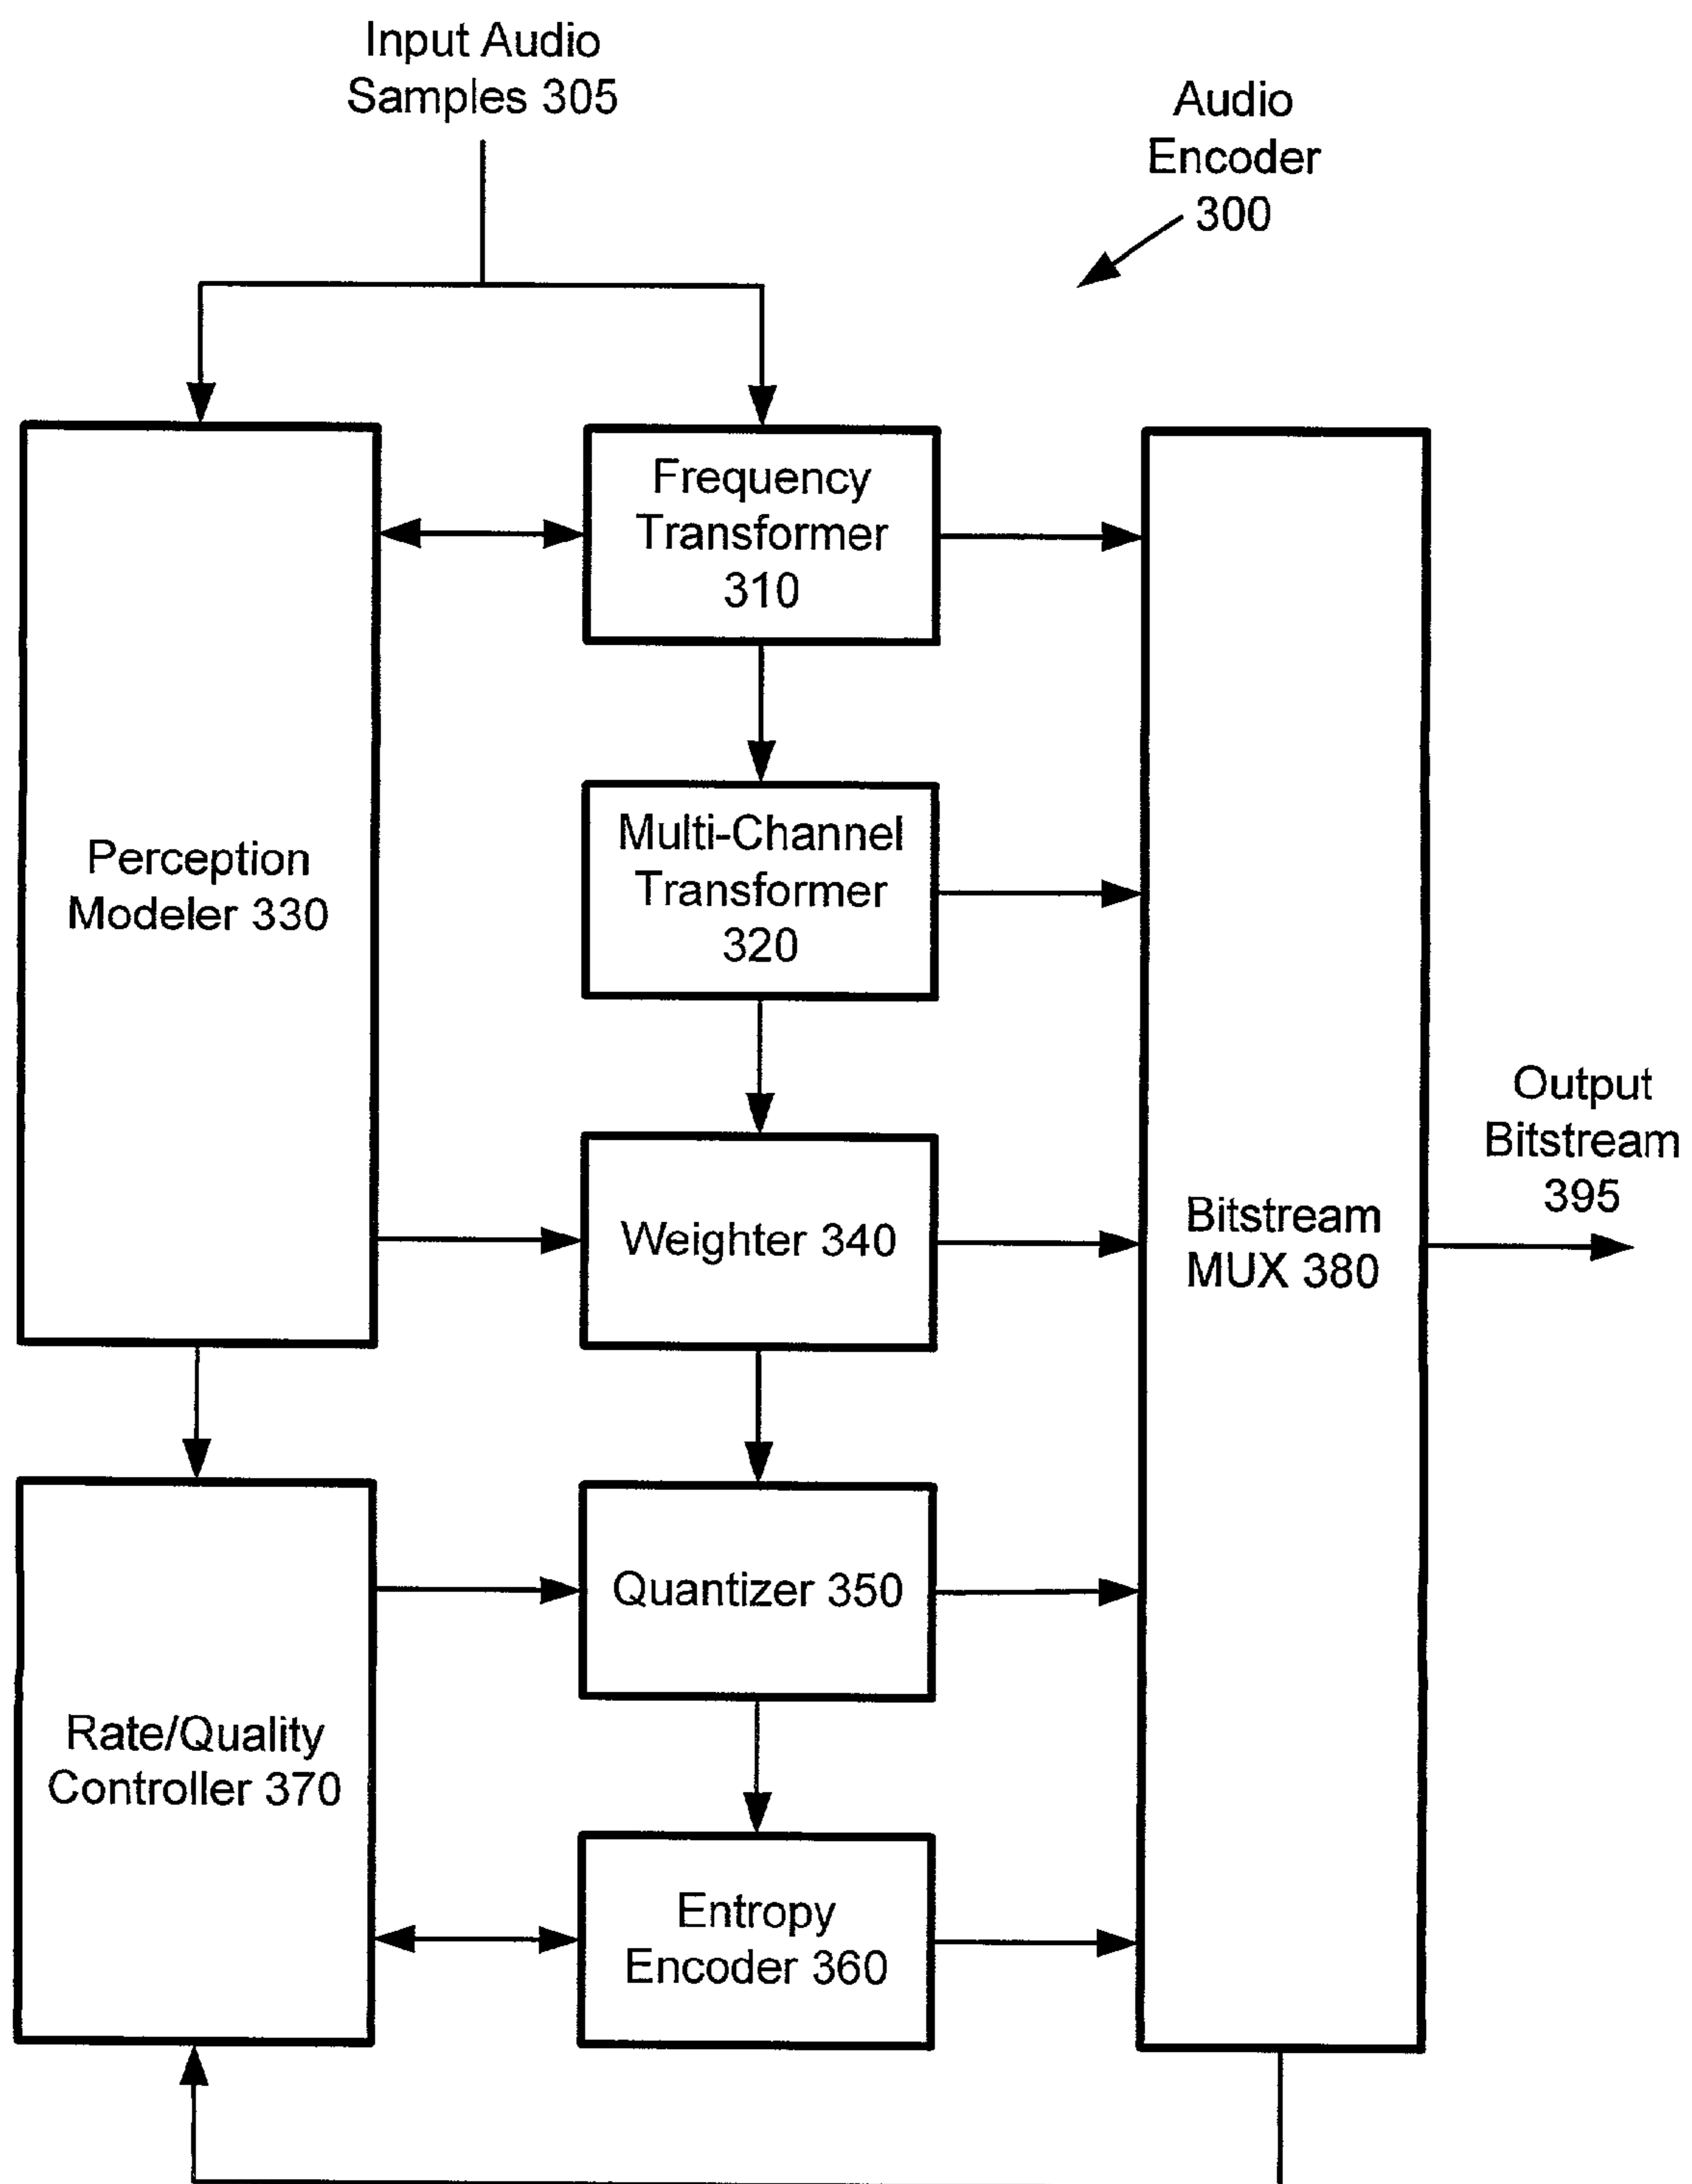 Input Audio
Samples 305
Audio
Encoder
300
Frequency
Transformer
310
Multi-Channel
Transformer
320
Perception
Modeler 330
Weighter 340
Output
Bitstream
395
Bitstream
MUX 380
Quantizer 350
Rate/Quality
Controller 370
Entropy
Encoder 360